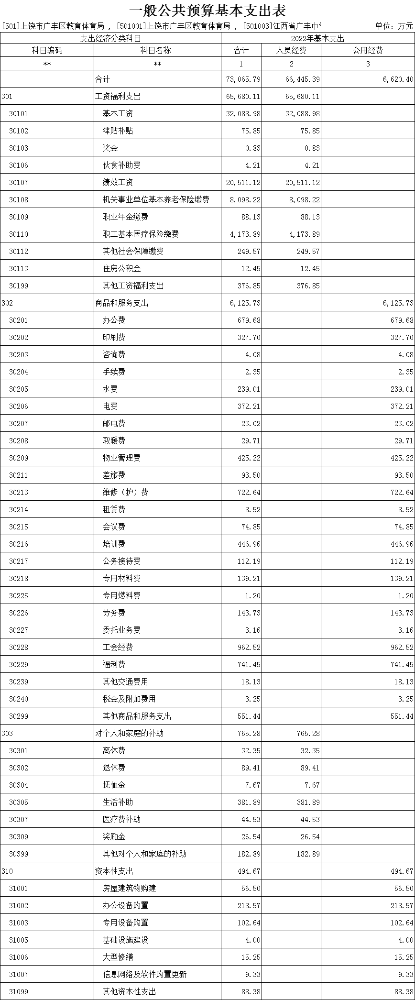 一般公共预算基本支出表
[501]上饶市广丰区教育体育局 , [501001]上饶市广丰区教育体育局 , [501003]江西省广丰中 单位：万元
支出经济分类科目 2022年基本支出
科目编码 科目名称 合计 人员经费 公用经费
** ** 1 2 3
合计 73,065.79 66,445.39 6,620.40
301 工资福利支出 65,680.11 65,680.11
30101 基本工资 32,088.98 32,088.98
30102 津贴补贴 75.85 75.85
30103 奖金 0.83 0.83
30106 伙食补助费 4.21 4.21
30107 绩效工资 20,511.12 20,511.12
30108 机关事业单位基本养老保险缴费 8,098.22 8,098.22
30109 职业年金缴费 88.13 88.13
30110 职工基本医疗保险缴费 4,173.89 4,173.89
30112 其他社会保障缴费 249.57 249.57
30113 住房公积金 12.45 12.45
30199 其他工资福利支出 376.85 376.85
302 商品和服务支出 6,125.73 6,125.73
30201 办公费 679.68 679.68
30202 印刷费 327.70 327.70
30203 咨询费 4.08 4.08
30204 手续费 2.35 2.35
30205 水费 239.01 239.01
30206 电费 372.21 372.21
30207 邮电费 23.02 23.02
30208 取暖费 29.71 29.71
30209 物业管理费 425.22 425.22
30211 差旅费 93.50 93.50
30213 维修（护）费 722.64 722.64
30214 租赁费 8.52 8.52
30215 会议费 74.85 74.85
30216 培训费 446.96 446.96
30217 公务接待费 112.19 112.19
30218 专用材料费 139.21 139.21
30225 专用燃料费 1.20 1.20
30226 劳务费 143.73 143.73
30227 委托业务费 3.16 3.16
30228 工会经费 962.52 962.52
30229 福利费 741.45 741.45
30239 其他交通费用 18.13 18.13
30240 税金及附加费用 3.25 3.25
30299 其他商品和服务支出 551.44 551.44
303 对个人和家庭的补助 765.28 765.28
30301 离休费 32.35 32.35
30302 退休费 89.41 89.41
30304 抚恤金 7.67 7.67
30305 生活补助 381.89 381.89
30307 医疗费补助 44.53 44.53
30309 奖励金 26.54 26.54
30399 其他对个人和家庭的补助 182.89 182.89
310 资本性支出 494.67 494.67
31001 房屋建筑物购建 56.50 56.50
31002 办公设备购置 218.57 218.57
31003 专用设备购置 102.64 102.64
31005 基础设施建设 4.00 4.00
31006 大型修缮 15.25 15.25
31007 信息网络及软件购置更新 9.33 9.33
31099 其他资本性支出 88.38 88.38